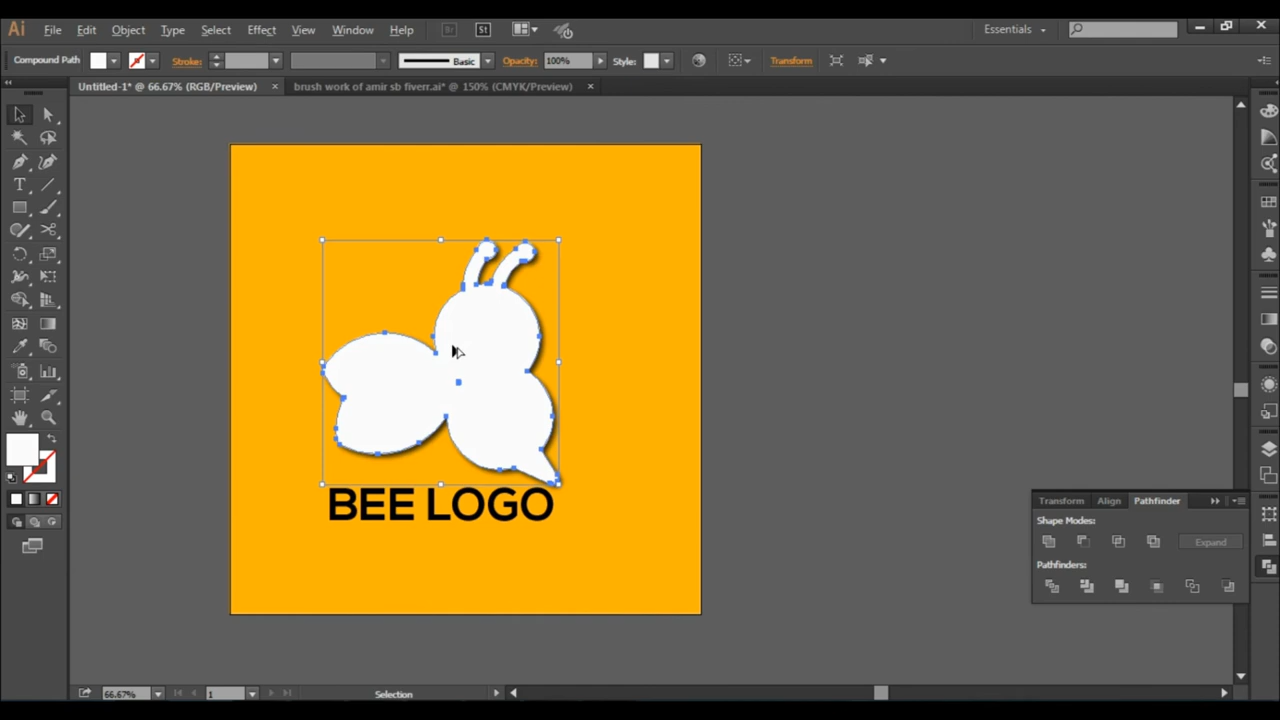 Ai File Edit Object Type Select Effect View Window Help Br St Essentials
Compound Path Stroke: Basic Opacity: 100% Style: Transform
Untitled-1* @ 66.67% (RGB/Preview) × brush work of amir sb fiverr.ai* @ 150% (CMYK/Preview) ×
BEE LOGO
Transform Align Pathfinder
Shape Modes:
Expand
Pathfinders:
66.67% 1 Selection